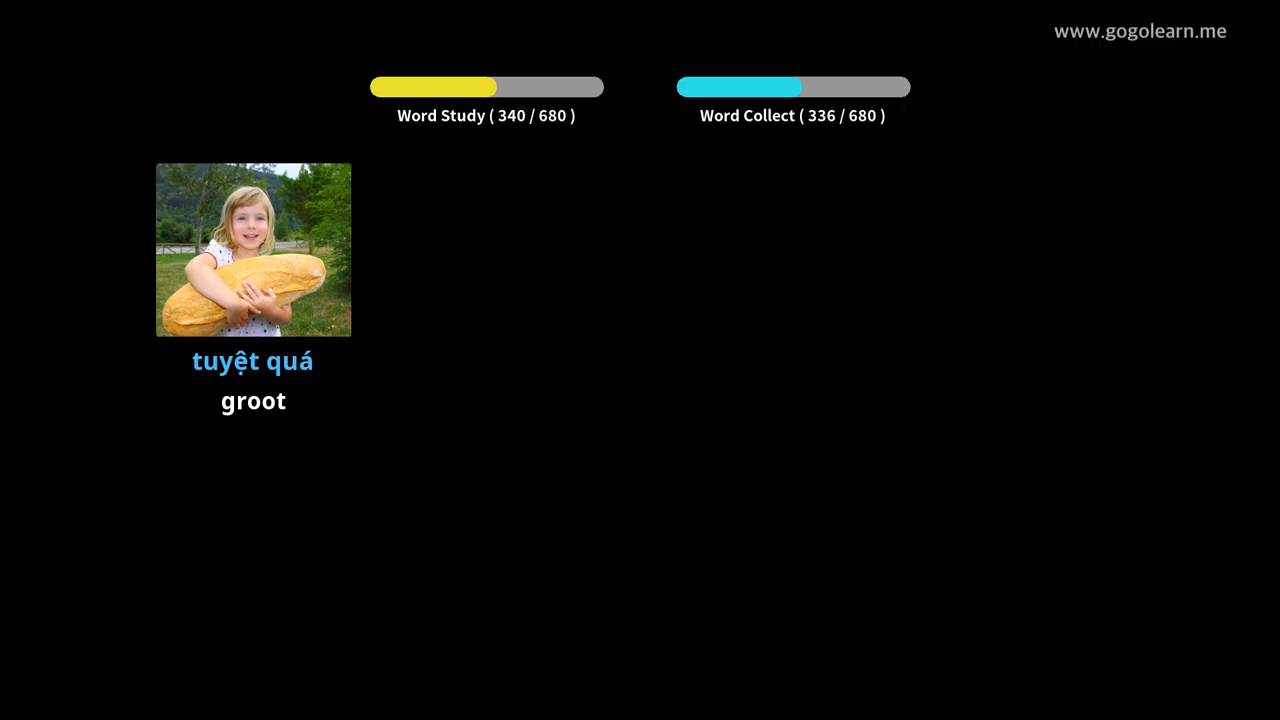 www.gogolearn.me
Word Study ( 340 / 680 )
Word Collect ( 336 / 680 )
tuyệt quá
groot